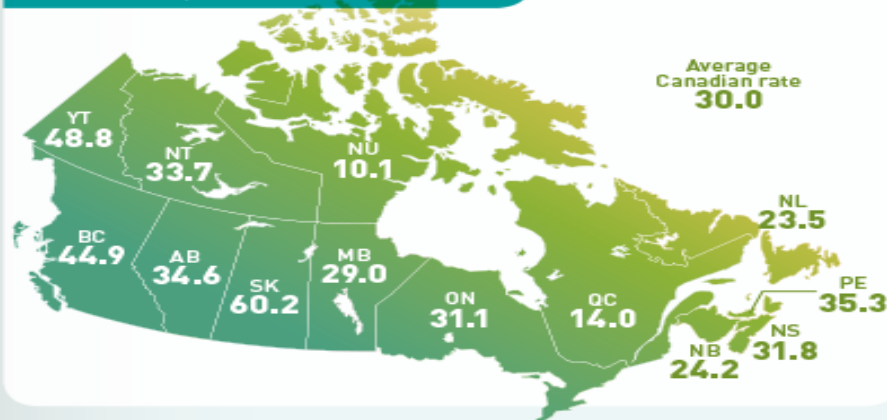 Average
Canadian rate
30.0
YT
48.8
NT
33.7
NU
10.1
NL
23.5
BC
44.9
AB
34.6
SK
60.2
MB
29.0
ON
31.1
QC
14.0
PE
35.3
NS
31.8
NB
24.2